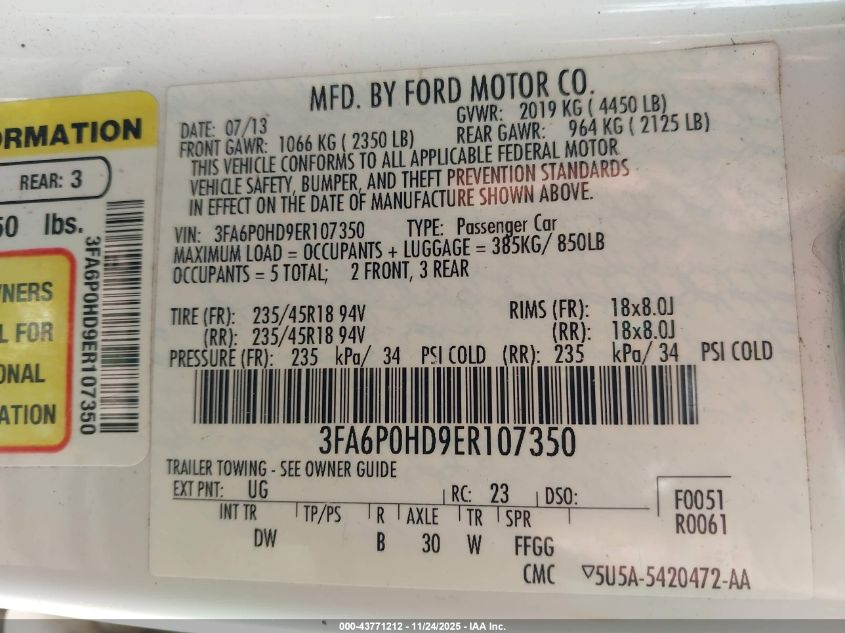 ORMATION
REAR: 3
50 lbs.
NERS
L FOR
ONAL
ATION
3FA6P0HD9ER107350
MFD. BY FORD MOTOR CO.
DATE: 07/13 GVWR: 2019 KG ( 4450 LB)
FRONT GAWR: 1066 KG ( 2350 LB) REAR GAWR: 964 KG ( 2125 LB)
THIS VEHICLE CONFORMS TO ALL APPLICABLE FEDERAL MOTOR
VEHICLE SAFETY, BUMPER, AND THEFT PREVENTION STANDARDS
IN EFFECT ON THE DATE OF MANUFACTURE SHOWN ABOVE.
VIN: 3FA6P0HD9ER107350 TYPE: Passenger Car
MAXIMUM LOAD = OCCUPANTS + LUGGAGE = 385KG/ 850LB
OCCUPANTS = 5 TOTAL; 2 FRONT, 3 REAR
TIRE (FR): 235/45R18 94V RIMS (FR): 18x8.0J
(RR): 235/45R18 94V (RR): 18x8.0J
PRESSURE (FR): 235 kPa/ 34 PSI COLD (RR): 235 kPa/ 34 PSI COLD
3FA6P0HD9ER107350
TRAILER TOWING - SEE OWNER GUIDE
EXT PNT: UG RC: 23 DSO: F0051
INT TR TP/PS R AXLE TR SPR R0061
DW B 30 W FFGG
CMC ▽5U5A-5420472-AA
000-43771212 - 11/24/2025 - IAA Inc.